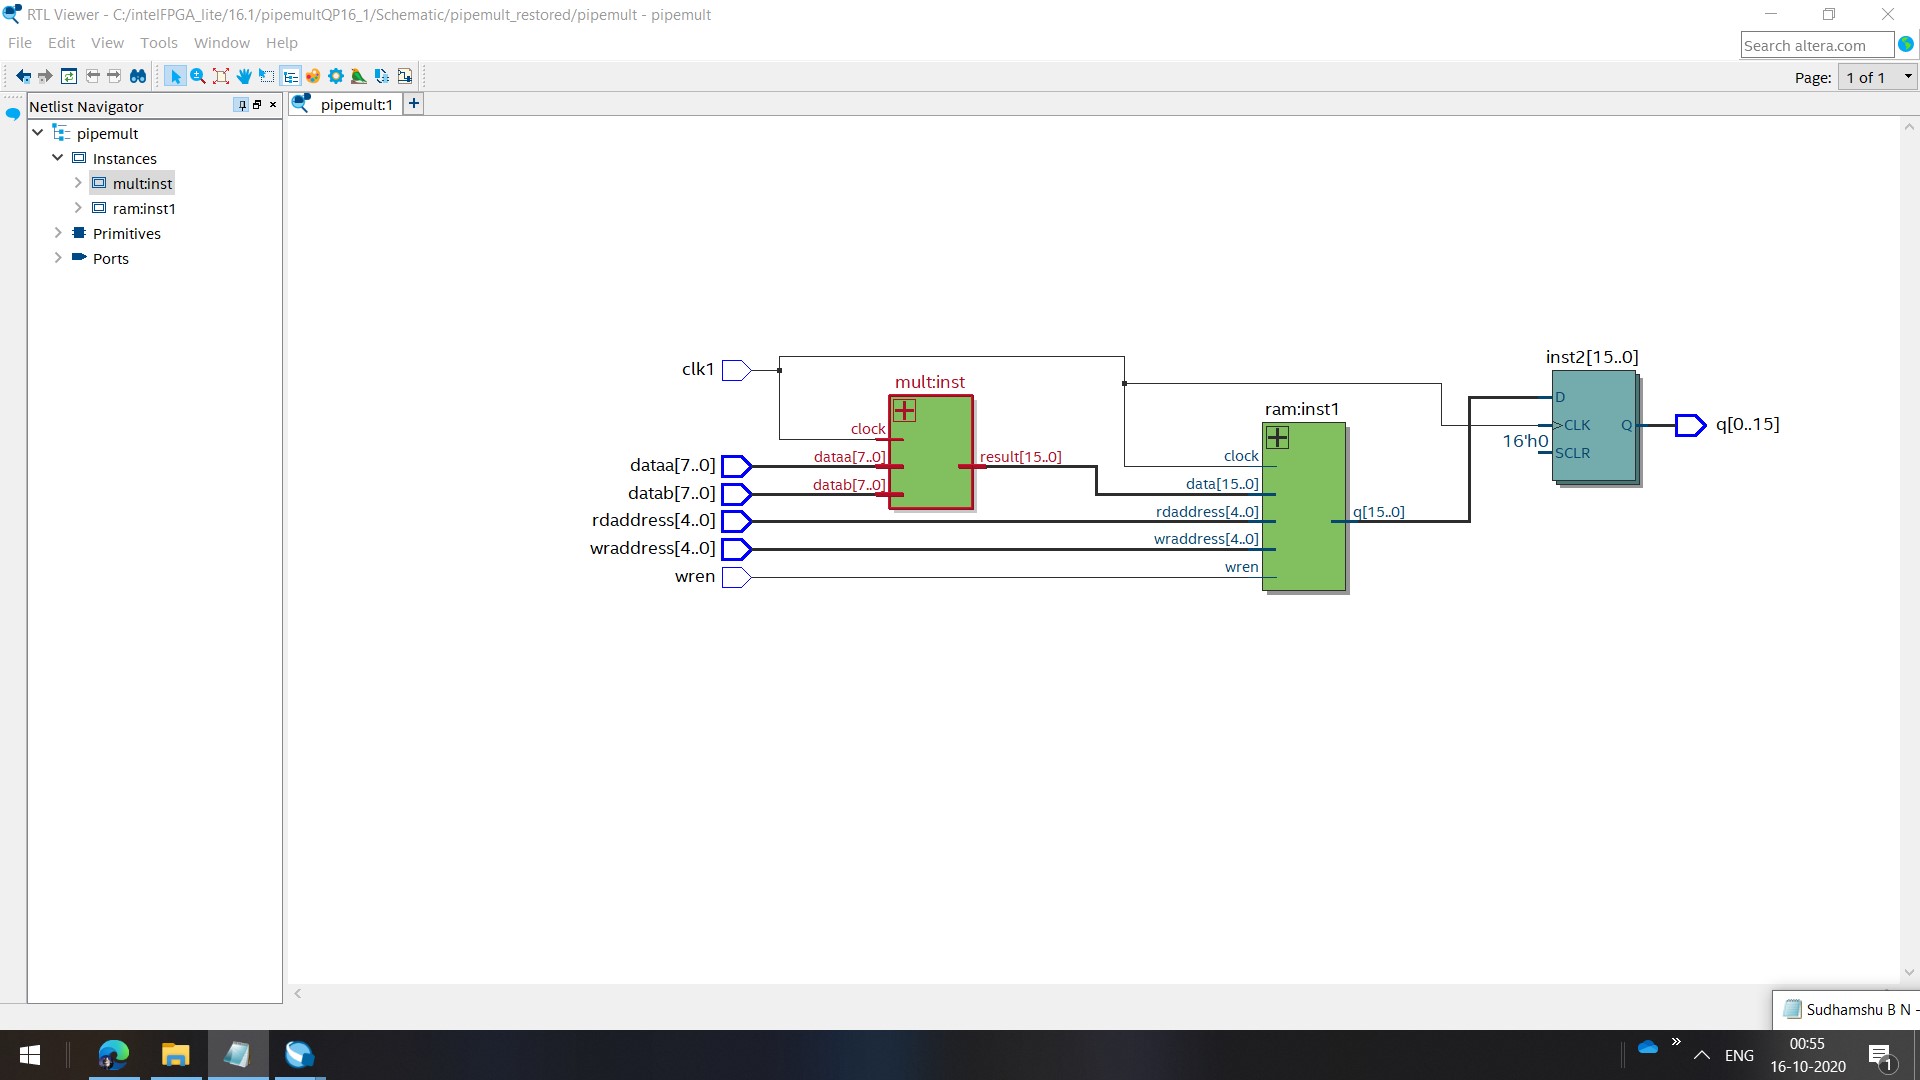 RTL Viewer - C:/intelFPGA_lite/16.1/pipemultQP16_1/Schematic/pipemult_restored/pipemult - pipemult
File Edit View Tools Window Help
Search altera.com
Page: 1 of 1
Netlist Navigator
pipemult:1
pipemult
Instances
mult:inst
ram:inst1
Primitives
Ports
inst2[15..0]
clk1
mult:inst
D
ram:inst1
clock
CLK
Q
q[0..15]
16'h0
SCLR
dataa[7..0]
dataa[7..0]
result[15..0]
clock
datab[7..0]
datab[7..0]
data[15..0]
rdaddress[4..0]
rdaddress[4..0]
q[15..0]
wraddress[4..0]
wraddress[4..0]
wren
wren
Sudhamshu B N -
00:55
ENG
16-10-2020
1